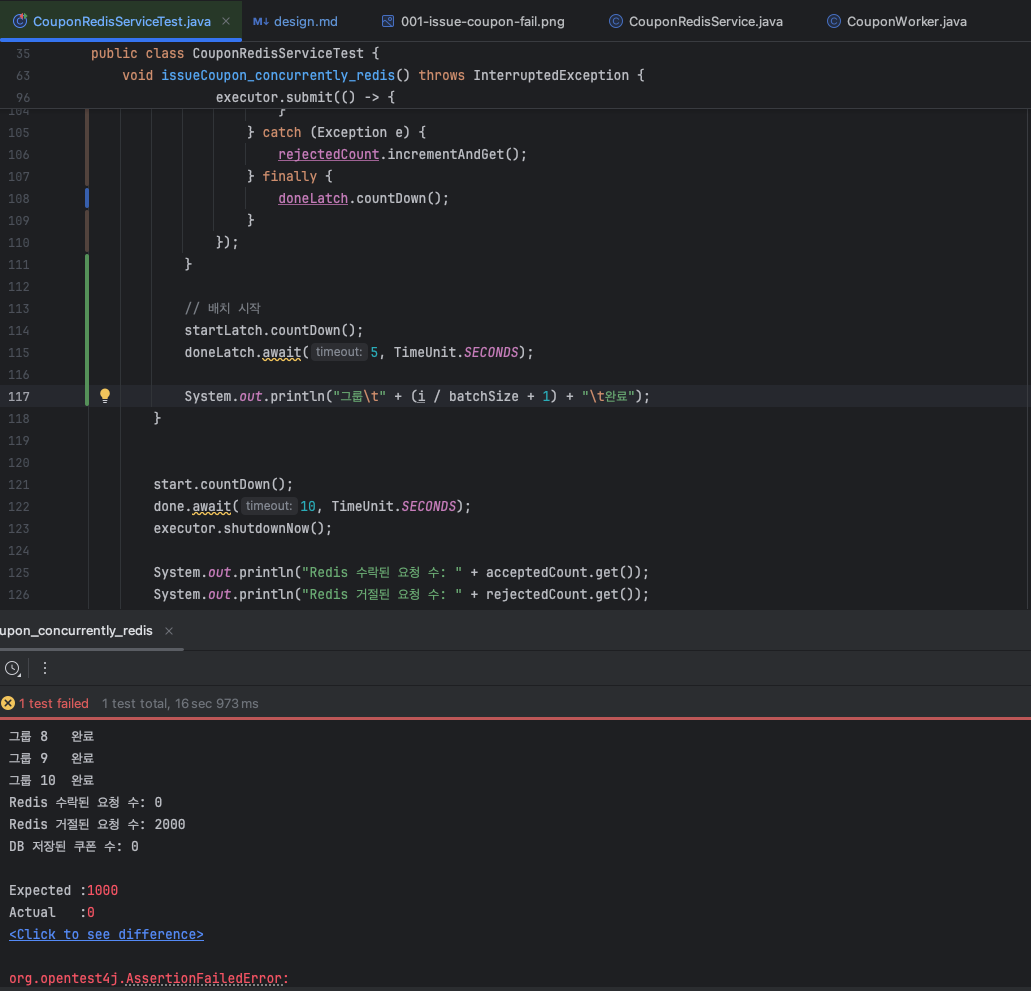 CouponRedisServiceTest.java × M↓ design.md 001-issue-coupon-fail.png CouponRedisService.java CouponWorker.java
35 public class CouponRedisServiceTest {
63 void issueCoupon_concurrently_redis() throws InterruptedException {
96 executor.submit(() -> {
104 }
105 } catch (Exception e) {
106 rejectedCount.incrementAndGet();
107 } finally {
108 doneLatch.countDown();
109 }
110 });
111 }
112
113 // 배치 시작
114 startLatch.countDown();
115 doneLatch.await( timeout: 5, TimeUnit.SECONDS);
116
117 System.out.println("그룹\t" + (i / batchSize + 1) + "\t완료");
118 }
119
120
121 start.countDown();
122 done.await( timeout: 10, TimeUnit.SECONDS);
123 executor.shutdownNow();
124
125 System.out.println("Redis 수락된 요청 수: " + acceptedCount.get());
126 System.out.println("Redis 거절된 요청 수: " + rejectedCount.get());
upon_concurrently_redis ×
1 test failed 1 test total, 16 sec 973 ms
그룹 8 완료
그룹 9 완료
그룹 10 완료
Redis 수락된 요청 수: 0
Redis 거절된 요청 수: 2000
DB 저장된 쿠폰 수: 0
Expected :1000
Actual :0
<Click to see difference>
org.opentest4j.AssertionFailedError: